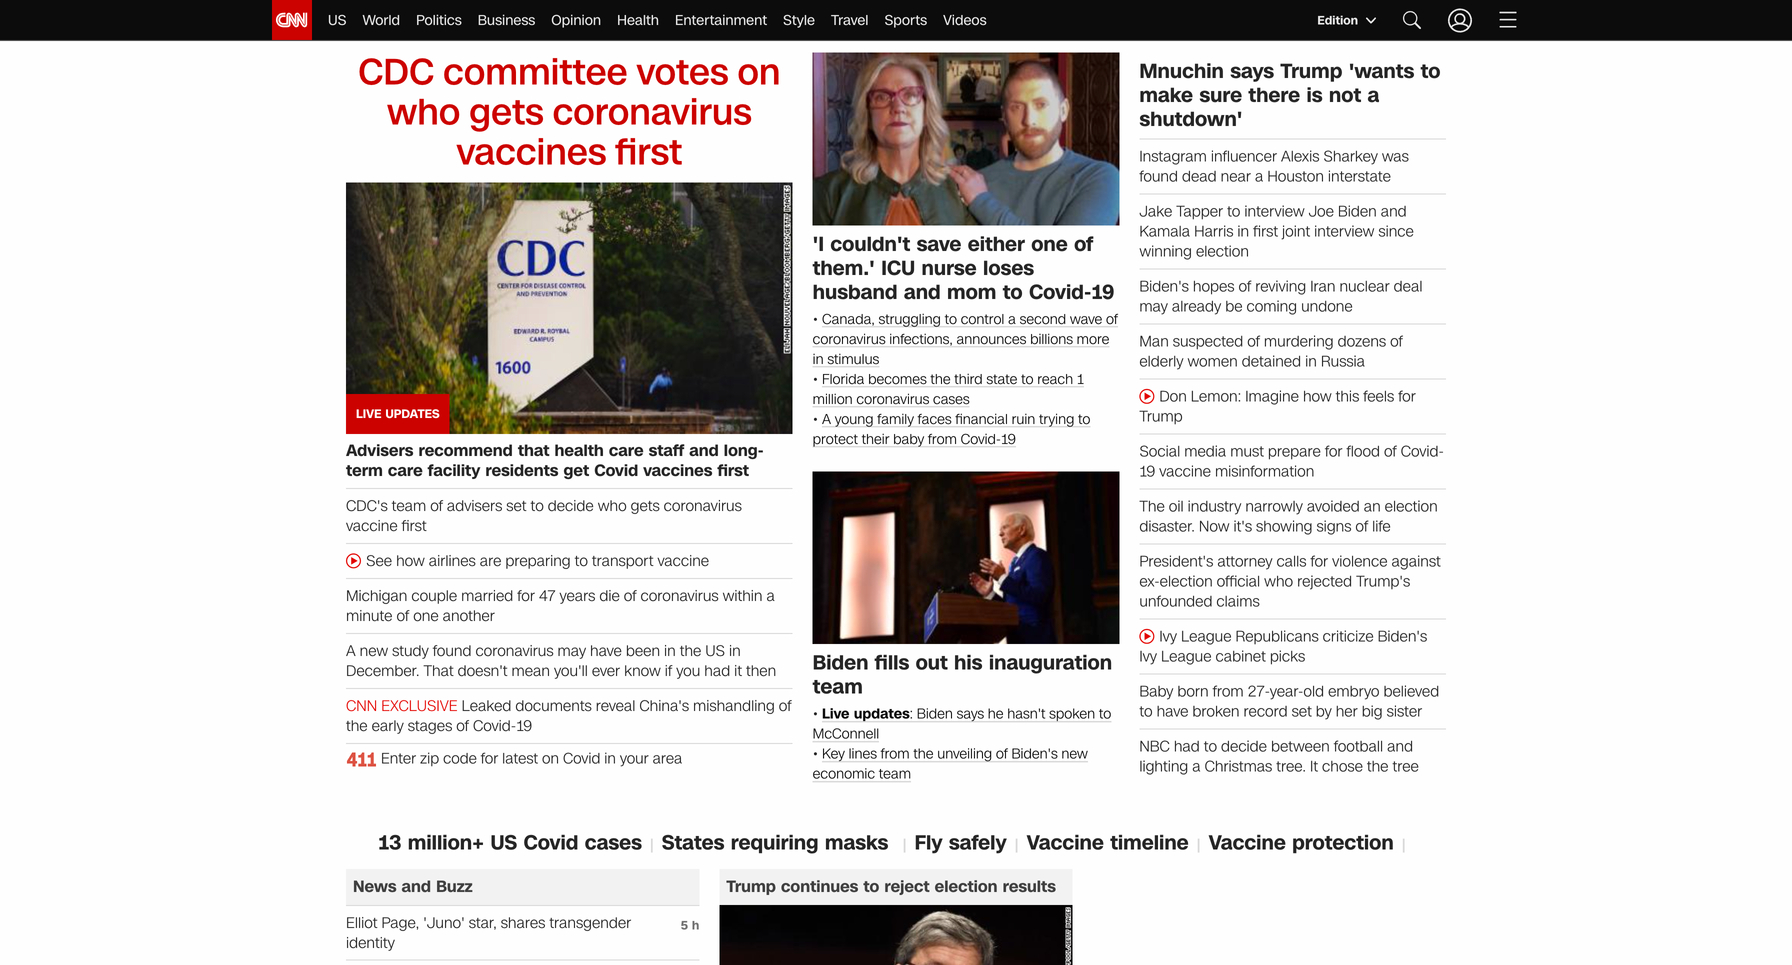 CNN
US World Politics Business Opinion Health Entertainment Style Travel Sports Videos
Edition
CDC committee votes on
who gets coronavirus
vaccines first
CDC
CENTER FOR DISEASE CONTROL
AND PREVENTION
EDWARD R. ROYBAL
CAMPUS
1600
ELIJAH NOUVELAGE/BLOOMBERG/GETTY IMAGES
LIVE UPDATES
Advisers recommend that health care staff and long-
term care facility residents get Covid vaccines first
CDC's team of advisers set to decide who gets coronavirus
vaccine first
See how airlines are preparing to transport vaccine
Michigan couple married for 47 years die of coronavirus within a
minute of one another
A new study found coronavirus may have been in the US in
December. That doesn't mean you'll ever know if you had it then
CNN EXCLUSIVE Leaked documents reveal China's mishandling of
the early stages of Covid-19
411 Enter zip code for latest on Covid in your area
'I couldn't save either one of
them.' ICU nurse loses
husband and mom to Covid-19
• Canada, struggling to control a second wave of
coronavirus infections, announces billions more
in stimulus
• Florida becomes the third state to reach 1
million coronavirus cases
• A young family faces financial ruin trying to
protect their baby from Covid-19
Biden fills out his inauguration
team
• Live updates: Biden says he hasn't spoken to
McConnell
• Key lines from the unveiling of Biden's new
economic team
Mnuchin says Trump 'wants to
make sure there is not a
shutdown'
Instagram influencer Alexis Sharkey was
found dead near a Houston interstate
Jake Tapper to interview Joe Biden and
Kamala Harris in first joint interview since
winning election
Biden's hopes of reviving Iran nuclear deal
may already be coming undone
Man suspected of murdering dozens of
elderly women detained in Russia
Don Lemon: Imagine how this feels for
Trump
Social media must prepare for flood of Covid-
19 vaccine misinformation
The oil industry narrowly avoided an election
disaster. Now it's showing signs of life
President's attorney calls for violence against
ex-election official who rejected Trump's
unfounded claims
Ivy League Republicans criticize Biden's
Ivy League cabinet picks
Baby born from 27-year-old embryo believed
to have broken record set by her big sister
NBC had to decide between football and
lighting a Christmas tree. It chose the tree
13 million+ US Covid cases | States requiring masks | Fly safely | Vaccine timeline | Vaccine protection |
News and Buzz
Elliot Page, 'Juno' star, shares transgender
identity
5 h
Trump continues to reject election results